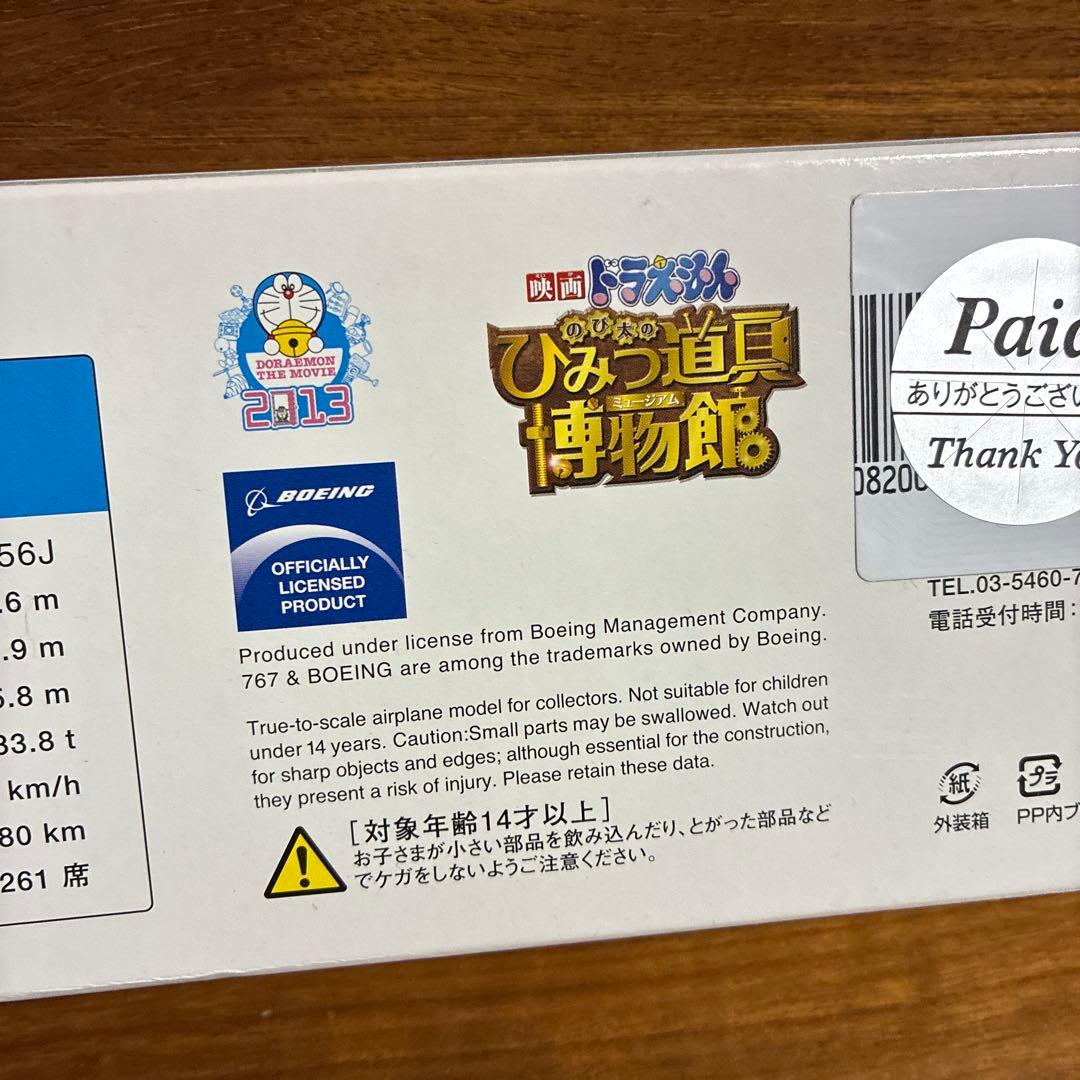 56J
.6 m
.9 m
5.8 m
33.8 t
km/h
80 km
261 席
DORAEMON
THE MOVIE
2013
BOEING
OFFICIALLY
LICENSED
PRODUCT
映画 ドラえもん
のび太の
ひみつ道具
ミュージアム
博物館
Produced under license from Boeing Management Company.
767 & BOEING are among the trademarks owned by Boeing.
True-to-scale airplane model for collectors. Not suitable for children
under 14 years. Caution:Small parts may be swallowed. Watch out
for sharp objects and edges; although essential for the construction,
they present a risk of injury. Please retain these data.
[対象年齢14才以上]
お子さまが小さい部品を飲み込んだり、とがった部品など
でケガをしないようご注意ください。
Paid
ありがとうござい
Thank Yo
0820
TEL.03-5460-7
電話受付時間:
紙
外装箱
プラ
PP内ブ